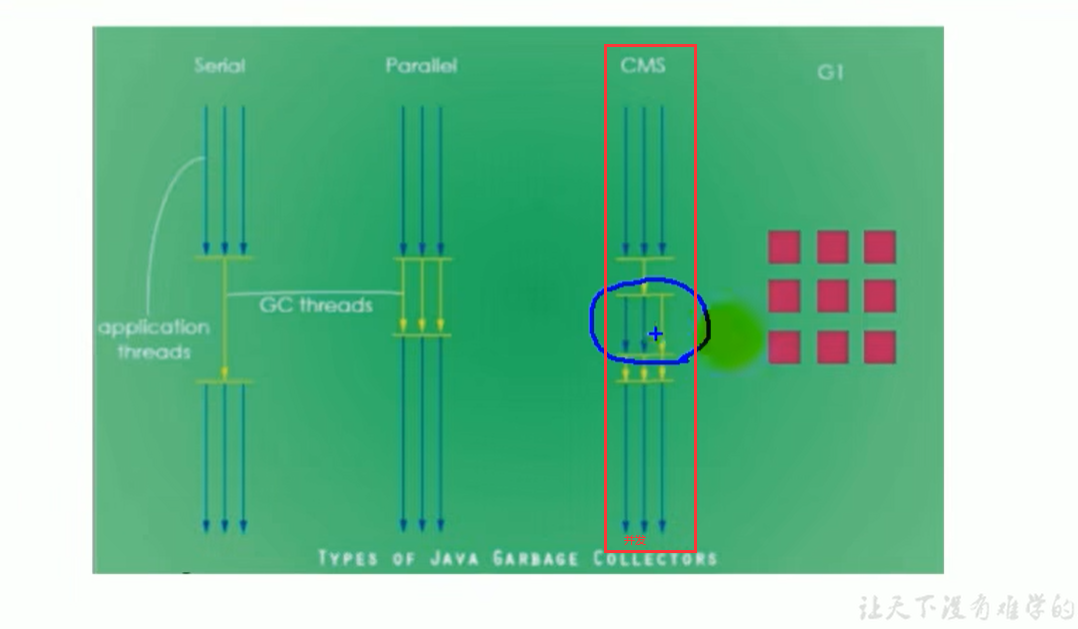 Serial
Parallel
CMS
G1
GC threads
application
threads
TYPES OF JAVA GARBAGE COLLECTORS
让天下没有难学的